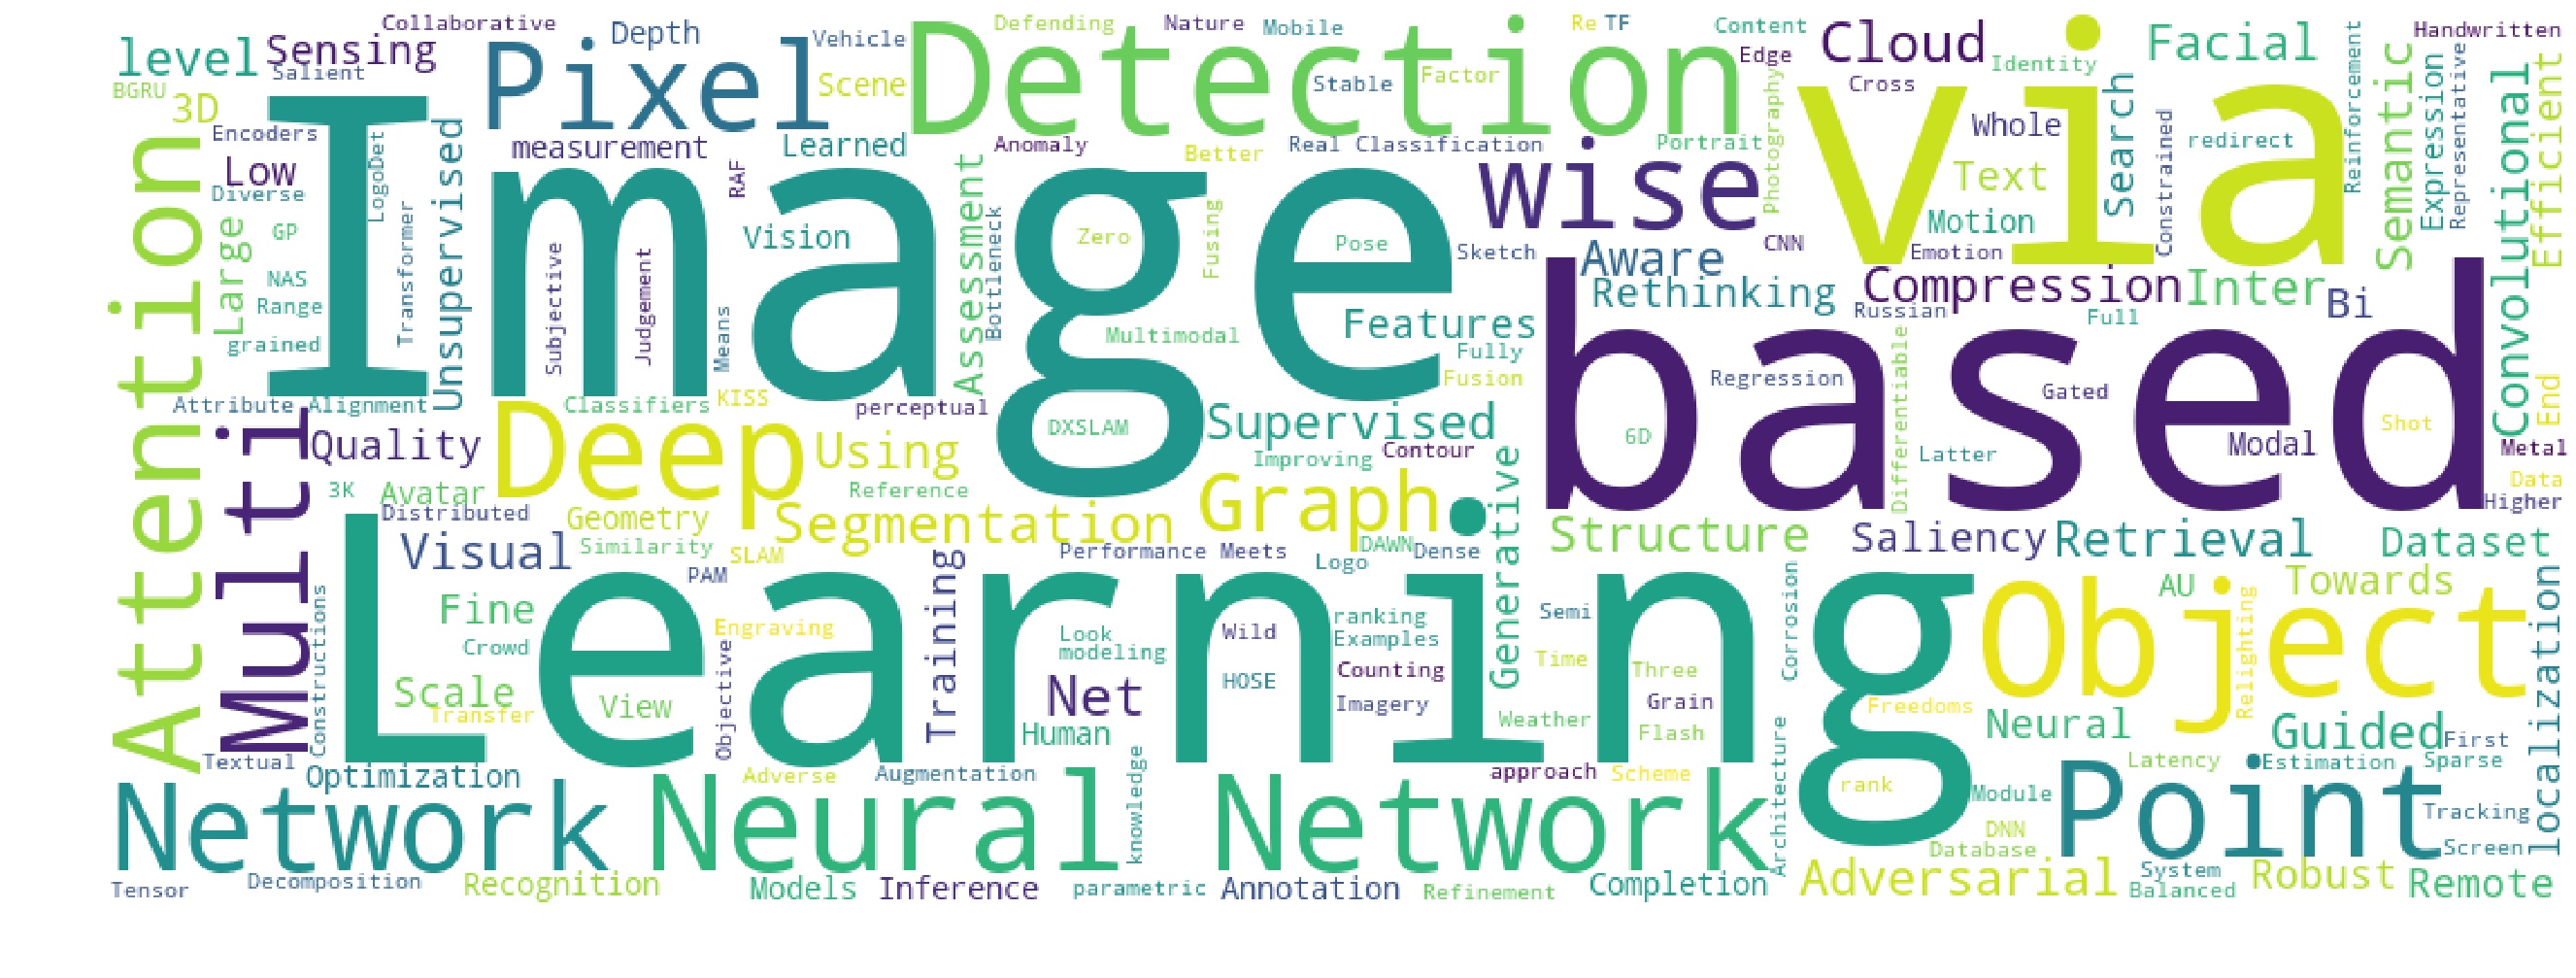 Collaborative
Depth
Vehicle
Detection
Defending
Nature
Mobile
Re
TF
Content
Cloud
via
Facial
Reinforcement
Handwritten
level
Sensing
Salient
Pixel
Scene
Stable
Factor
Edge
Cross
Identity
Search
Semantic
Expression
Representative
Convolutional
Efficient
BGRU
3D
Encoders
Image
LogoDet
Unsupervised
measurement
RAF
Learned
Anomaly
Better
Real
Classification
Portrait
Photography
Whole
Constrained
redirect
Attention
Low
Diverse
Large
GP
NAS
Range
grained
Transformer
Subjective
Judgement
Means
Vision
Assessment
Bottleneck
Zero
Fusing
Pose
wise
Sketch
CNN
Text
Motion
Emotion
Multimodal
Features
Fully
Fusion
Aware
Rethinking
Compression
Inter
Bi
Russian
Full
based
Regression
Differentiable
Gated
Shot
End
Attribute
Alignment
Classifiers
KISS
perceptual
DXSLAM
Supervised
6D
Latter
Modal
Metal
Data
Higher
Multi
Quality
Deep
Using
Improving
Contour
3K
Avatar
Reference
Graph
Generative
Distributed
Geometry
Segmentation
Structure
Saliency
Retrieval
Dataset
Visual
Similarity
SLAM
PAM
Training
Performance
Meets
DAWN
Dense
Logo
Learning
Corrosion
Object
AU
Towards
localization
Constructions
Fine
Crowd
Scale
Transfer
View
Engraving
Objective
Look
modeling
Wild
ranking
Examples
HOSE
Counting
Imagery
Semi
Time
Three
Grain
Weather
Flash
Freedoms
Relighting
Net
Human
Neural
Guided
First
Textual
Optimization
Adverse
Augmentation
knowledge
approach
Scheme
Architecture
rank
Latency
Estimation
Sparse
Network
Neural Network
Module
Point
Tracking
DNN
Database
Screen
Tensor
Decomposition
Recognition
Models
Inference
parametric
Annotation
Refinement
Completion
Adversarial
System
Balanced
Robust
Remote